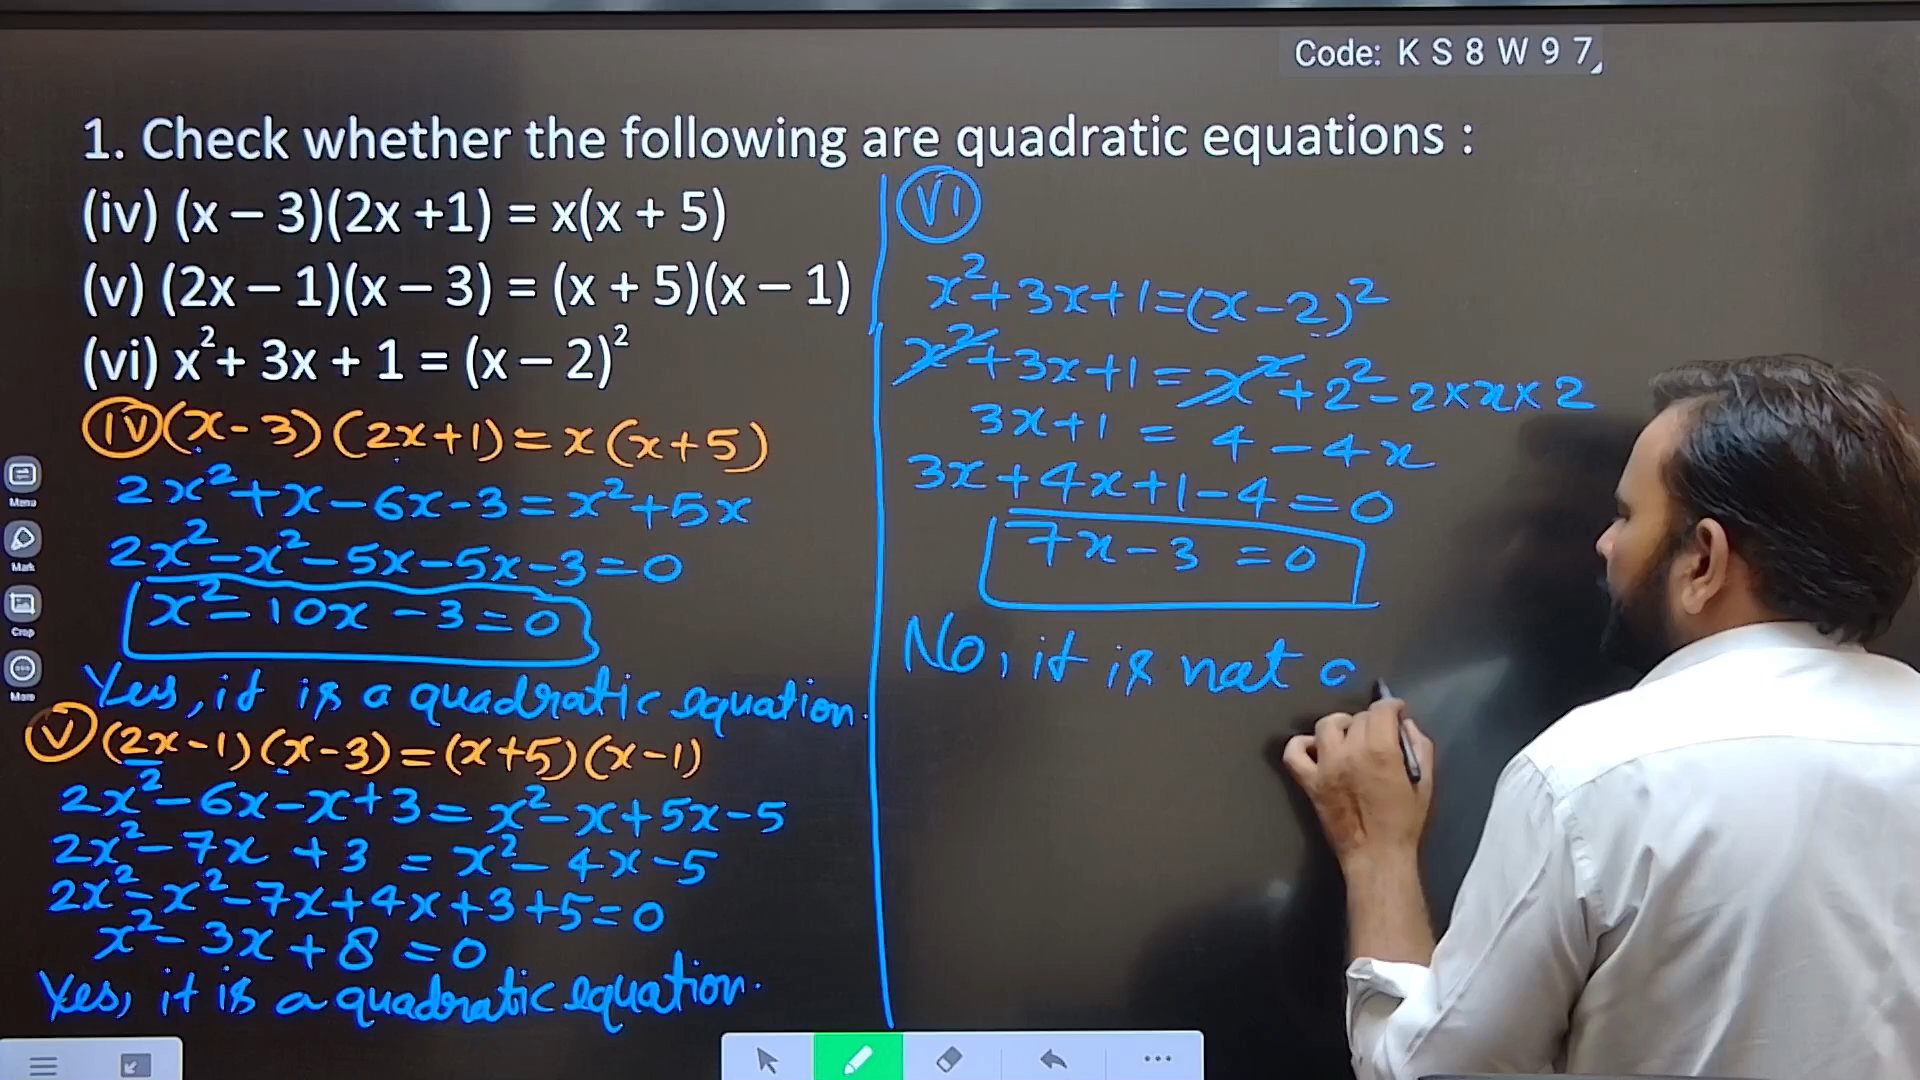 Code: K S 8 W 9 7
1. Check whether the following are quadratic equations :
(iv) (x – 3)(2x +1) = x(x + 5)
(v) (2x – 1)(x – 3) = (x + 5)(x – 1)
(vi) x²+ 3x + 1 = (x – 2)²
(iv) (x-3)(2x+1)=x(x+5)
2x²+x-6x-3=x²+5x
2x²-x²-5x-5x-3=0
x²-10x-3=0
Yes, it is a quadratic equation.
(v) (2x-1)(x-3)=(x+5)(x-1)
2x²-6x-x+3=x²-x+5x-5
2x²-7x+3=x²-4x-5
2x²-x²-7x+4x+3+5=0
x²-3x+8=0
Yes, it is a quadratic equation.
VI
x²+3x+1=(x-2)²
x²+3x+1=x²+2²-2×x×2
3x+1=4-4x
3x+4x+1-4=0
7x-3=0
No, it is not
Menu
Mark
Crop
More